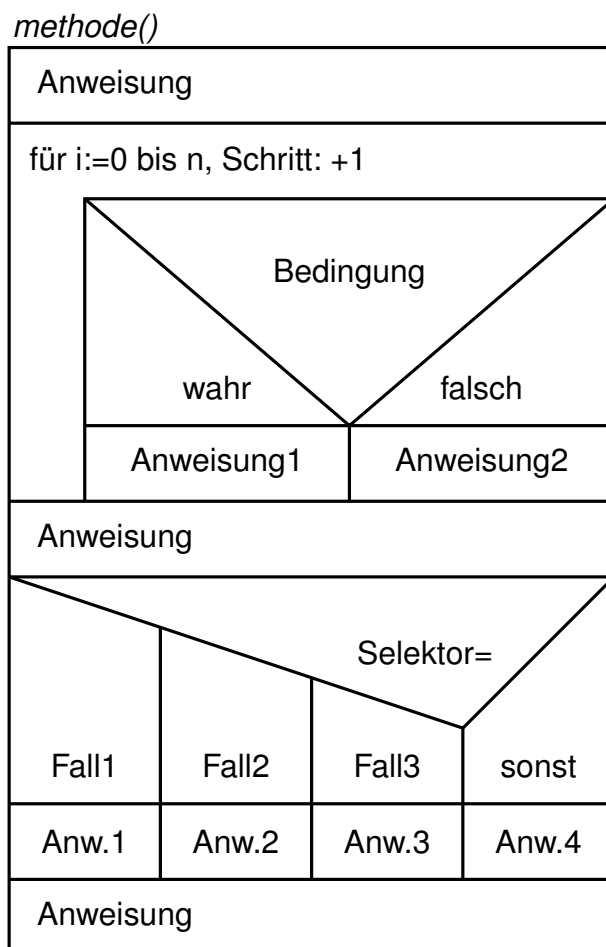 methode()
Anweisung
für i:=0 bis n, Schritt: +1
Bedingung
wahr falsch
Anweisung1 Anweisung2
Anweisung
Selektor=
Fall1 Fall2 Fall3 sonst
Anw.1 Anw.2 Anw.3 Anw.4
Anweisung